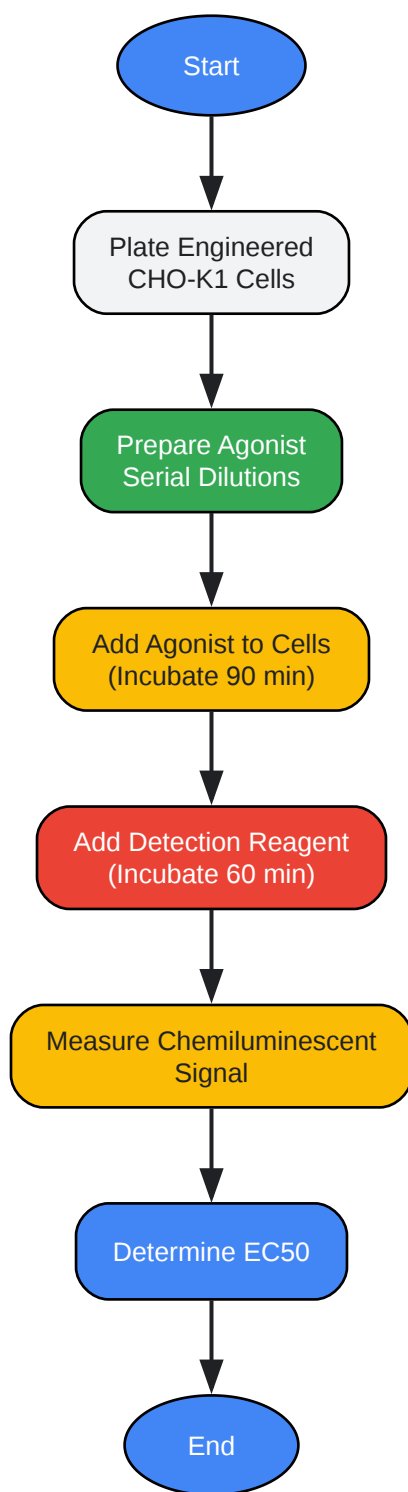 Start
Plate Engineered
CHO-K1 Cells
Prepare Agonist
Serial Dilutions
Add Agonist to Cells
(Incubate 90 min)
Add Detection Reagent
(Incubate 60 min)
Measure Chemiluminescent
Signal
Determine EC50
End